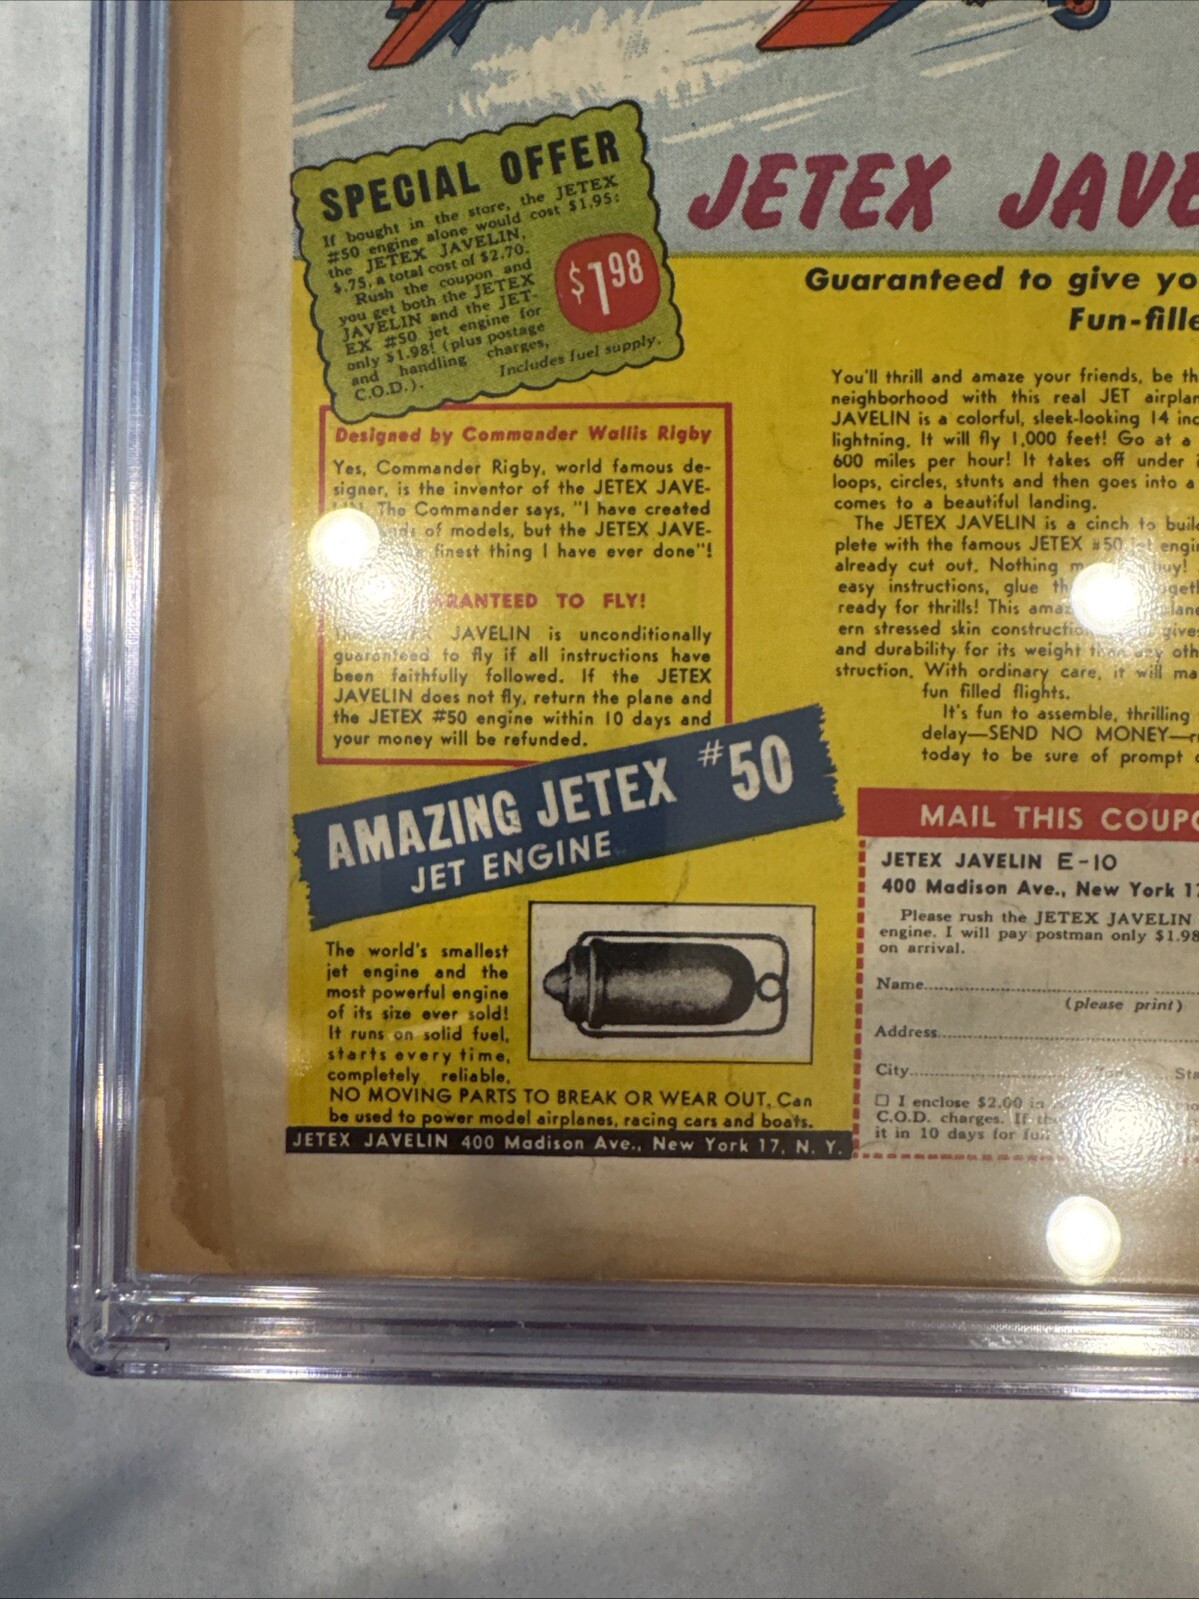 SPECIAL OFFER
If bought in the store, the JETEX
#50 engine alone would cost $1.95:
the JETEX JAVELIN,
$.75, a total cost of $2.70.
Rush the coupon and
you get both the JETEX
JAVELIN and the JET-
EX #50 jet engine for
only $1.98! (plus postage
and handling charges,
C.O.D.).
$1.98
Includes fuel supply.
JETEX JAVE
Guaranteed to give yo
Fun-fille
Designed by Commander Wallis Rigby
Yes, Commander Rigby, world famous de-
signer, is the inventor of the JETEX JAVE-
The Commander says, "I have created
of models, but the JETEX JAVE-
finest thing I have ever done"!
RANTEED TO FLY!
JAVELIN is unconditionally
guaranteed to fly if all instructions have
been faithfully followed. If the JETEX
JAVELIN does not fly, return the plane and
the JETEX #50 engine within 10 days and
your money will be refunded.
You'll thrill and amaze your friends, be th
neighborhood with this real JET airplan
JAVELIN is a colorful, sleek-looking 14 inc
lightning. It will fly 1,000 feet! Go at a
600 miles per hour! It takes off under i
loops, circles, stunts and then goes into a
comes to a beautiful landing.
The JETEX JAVELIN is a cinch to buil
plete with the famous JETEX #50 jet engin
already cut out. Nothing buy!
easy instructions, glue
ready for thrills! This
ern stressed skin give
and durability for its weight than any oth
struction. With ordinary care, it will ma
fun filled flights.
It's fun to assemble, thrilling
delay—SEND NO MONEY—r
today to be sure of prompt
AMAZING JETEX #50
JET ENGINE
The world's smallest
jet engine and the
most powerful engine
of its size ever sold!
It runs on solid fuel,
starts every time,
completely reliable.
NO MOVING PARTS TO BREAK OR WEAR OUT. Can
be used to power model airplanes, racing cars and boats.
JETEX JAVELIN 400 Madison Ave., New York 17, N. Y.
MAIL THIS COUPO
JETEX JAVELIN E-10
400 Madison Ave., New York 17
Please rush the JETEX JAVELIN
engine. I will pay postman only $1.98
on arrival.
Name
(please print)
Address
City Zone Sta
I enclose $2.00 in
C.O.D. charges. If
it in 10 days for